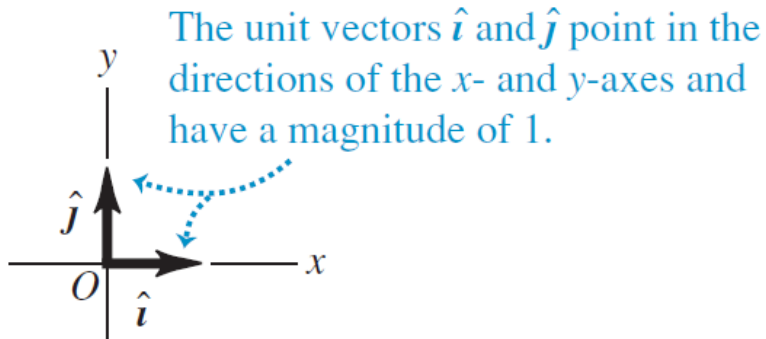 The unit vectors î and ĵ point in the
directions of the x- and y-axes and
have a magnitude of 1.
y
ĵ
x
O
î